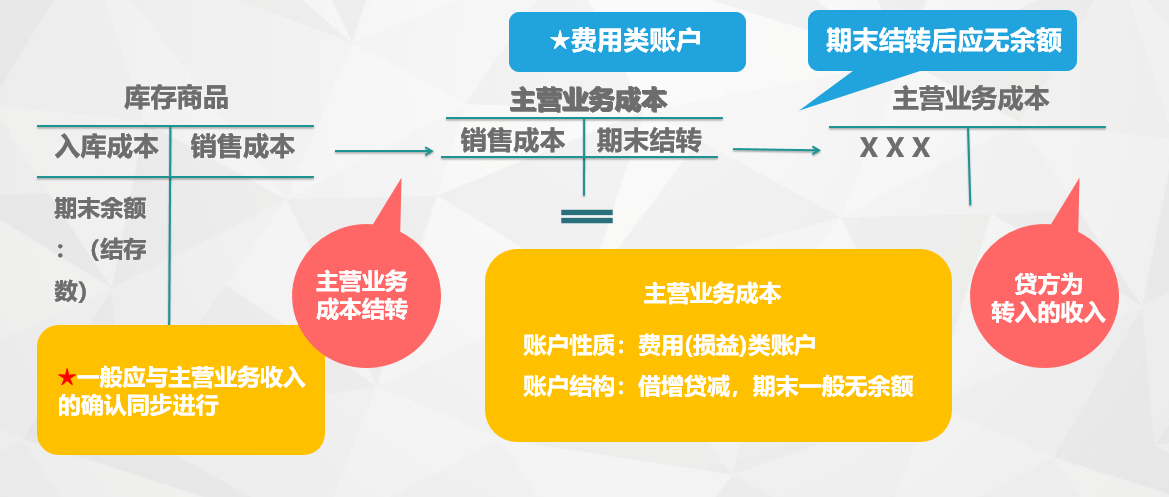 ★费用类账户
期末结转后应无余额
库存商品
主营业务成本
主营业务成本
入库成本
销售成本
销售成本
期末结转
X X X
期末余额
：（结存
数）
主营业务
成本结转
贷方为
转入的收入
主营业务成本
账户性质：费用(损益)类账户
账户结构：借增贷减，期末一般无余额
★一般应与主营业务收入
的确认同步进行